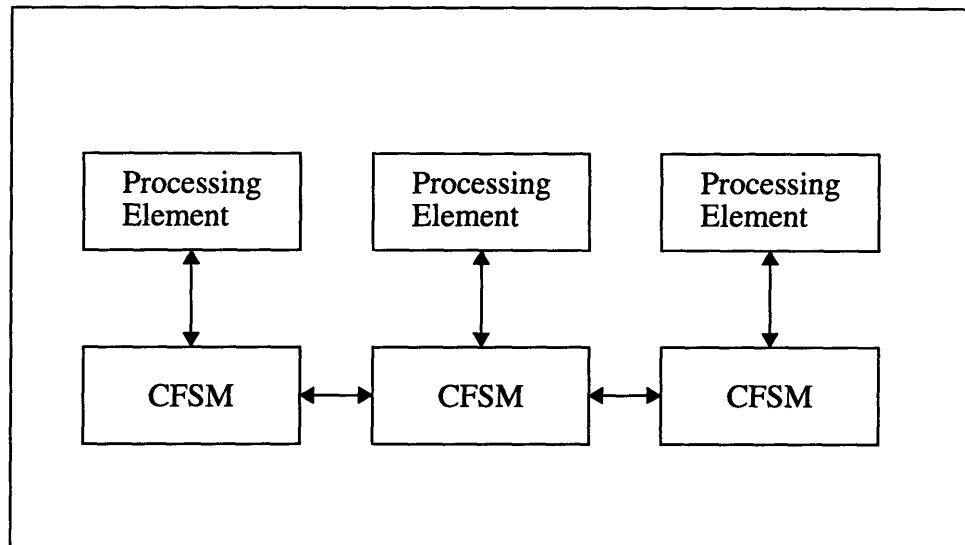 Processing
Element
Processing
Element
Processing
Element
CFSM
CFSM
CFSM